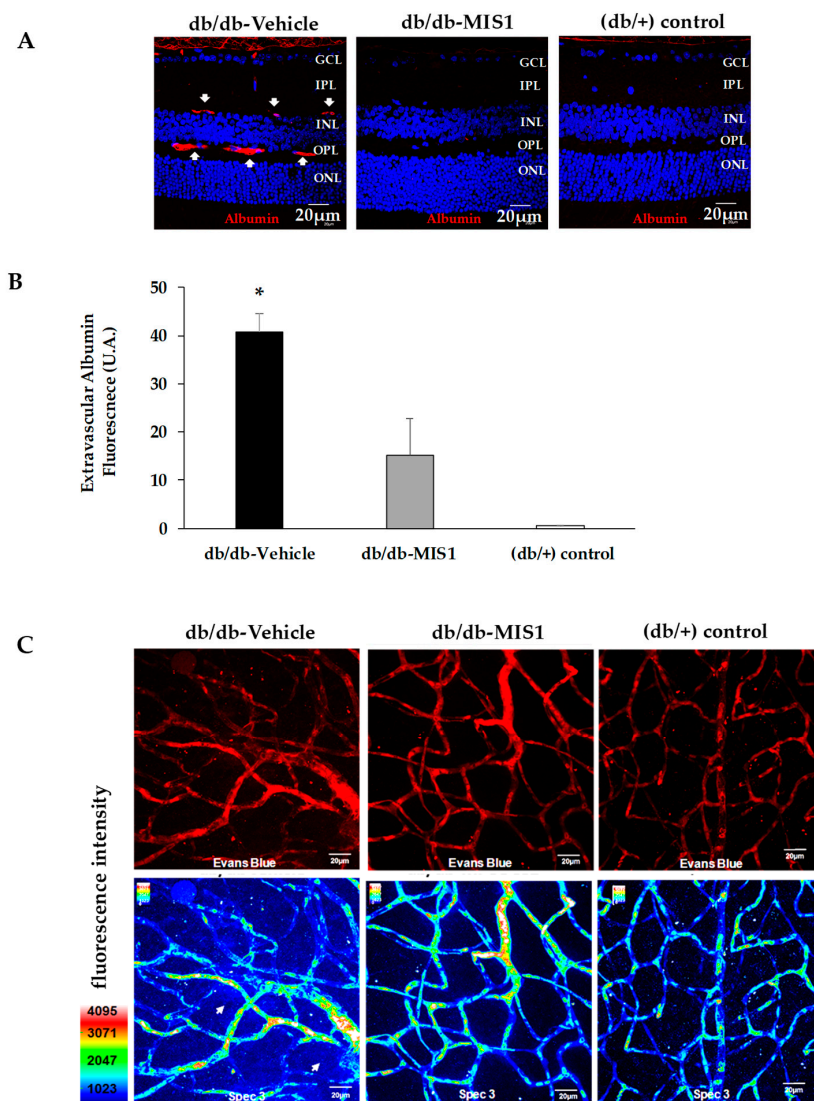 A
db/db-Vehicle db/db-MIS1 (db/+) control
GCL GCL GCL
IPL IPL IPL
INL INL INL
OPL OPL OPL
ONL ONL ONL
20µm 20µm 20µm
Albumin Albumin Albumin
B
Extravascular Albumin
Fluorescnece (U.A.)
50
40
30
20
10
0
*
db/db-Vehicle db/db-MIS1 (db/+) control
C
db/db-Vehicle db/db-MIS1 (db/+) control
20µm 20µm 20µm
Evans Blue Evans Blue Evans Blue
fluorescence intensity
4095
3071
2047
1023
20µm 20µm 20µm
Spec 3 Spec 3 Spec 3